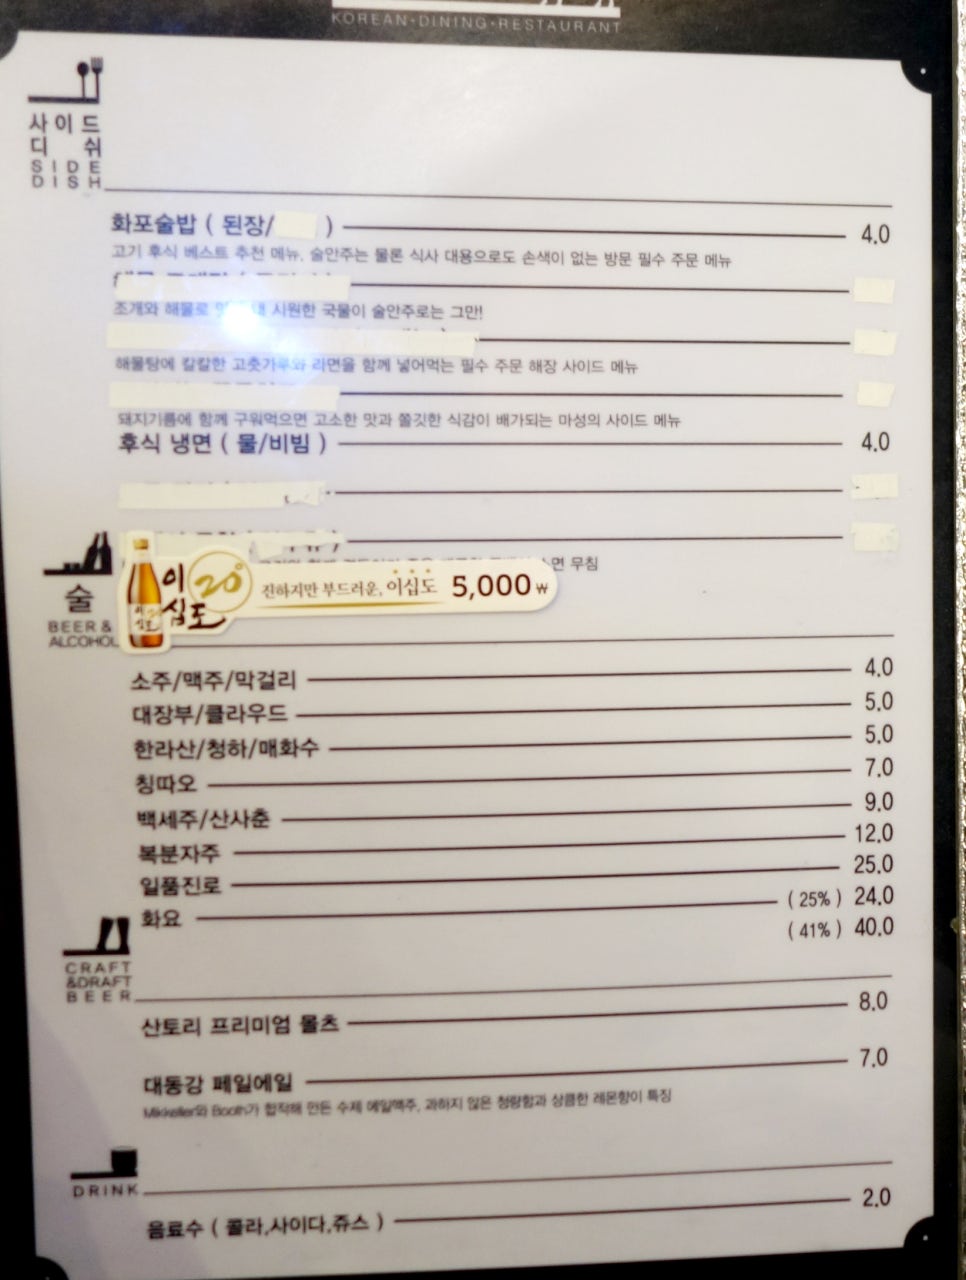 KOREAN·DINING·RESTAURANT
사이드
디쉬
SIDE
DISH
화포술밥 ( 된장/ ) 4.0
고기 후식 베스트 추천 메뉴, 술안주는 물론 식사 대용으로도 손색이 없는 방문 필수 주문 메뉴
조개와 해물로 시원한 국물이 술안주로는 그만!
해물탕에 칼칼한 고춧가루와 라면을 함께 넣어먹는 필수 주문 해장 사이드 메뉴
돼지기름에 함께 구워먹으면 고소한 맛과 쫄깃한 식감이 배가되는 마성의 사이드 메뉴
후식 냉면 ( 물/비빔 ) 4.0
면 무침
이십도 20° 진하지만 부드러운, 이십도 5,000₩
술
BEER &
ALCOHOL
소주/맥주/막걸리 4.0
대장부/클라우드 5.0
한라산/청하/매화수 5.0
칭따오 7.0
백세주/산사춘 9.0
복분자주 12.0
일품진로 25.0
화요 ( 25% ) 24.0
( 41% ) 40.0
CRAFT
&DRAFT
BEER
산토리 프리미엄 몰츠 8.0
대동강 페일에일 7.0
Mikkeller와 Booth가 합작해 만든 수제 에일맥주, 과하지 않은 청량함과 상큼한 레몬향이 특징
DRINK
음료수 ( 콜라,사이다,쥬스 ) 2.0